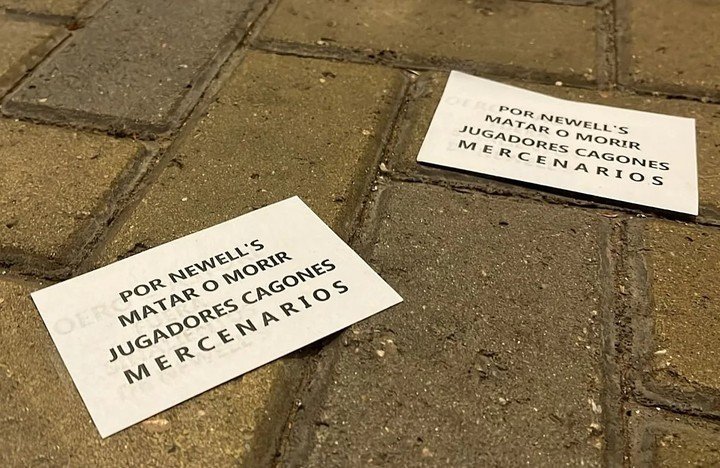 POR NEWELL'S
MATAR O MORIR
JUGADORES CAGONES
MERCENARIOS
POR NEWELL'S
MATAR O MORIR
JUGADORES CAGONES
MERCENARIOS